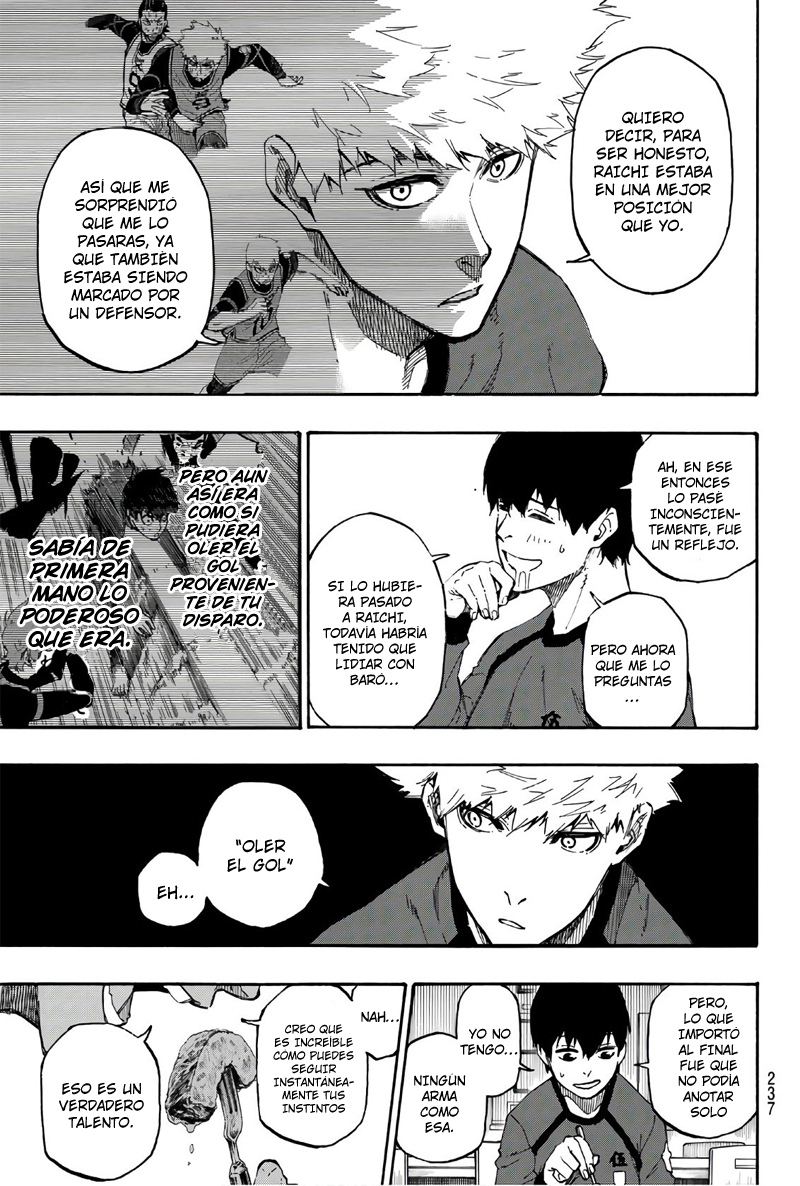 QUIERO
DECIR, PARA
SER HONESTO,
RAICHI ESTABA
EN UNA MEJOR
POSICIÓN
QUE YO.
ASÍ QUE ME
SORPRENDIÓ
QUE ME LO
PASARAS, YA
QUE TAMBIÉN
ESTABA SIENDO
MARCADO POR
UN DEFENSOR.
AH, EN ESE
ENTONCES
LO PASÉ
INCONSCIEN-
TEMENTE, FUE
UN REFLEJO.
PERO AHORA
QUE ME LO
PREGUNTAS
...
SI LO HUBIE-
RA PASADO
A RAICHI,
TODAVÍA HABRÍA
TENIDO QUE
LIDIAR CON
BARÓ...
伍
PERO AUN
ASÍ ERA
COMO SI
PUDIERA
OLER EL
GOL
PROVENIEN-
TE DE TU
DISPARO.
SABÍA DE
PRIMERA
MANO LO
PODEROSO
QUE ERA.
"OLER
EL GOL"
EH...
PERO,
LO QUE
IMPORTÓ
AL FINAL
FUE QUE
NO PODÍA
ANOTAR
SOLO
YO NO
TENGO...
NINGÚN
ARMA
COMO
ESA.
伍
NAH...
CREO QUE
ES INCREÍBLE
CÓMO PUEDES
SEGUIR
INSTANTÁNEA-
MENTE TUS
INSTINTOS
ESO ES UN
VERDADERO
TALENTO.
237